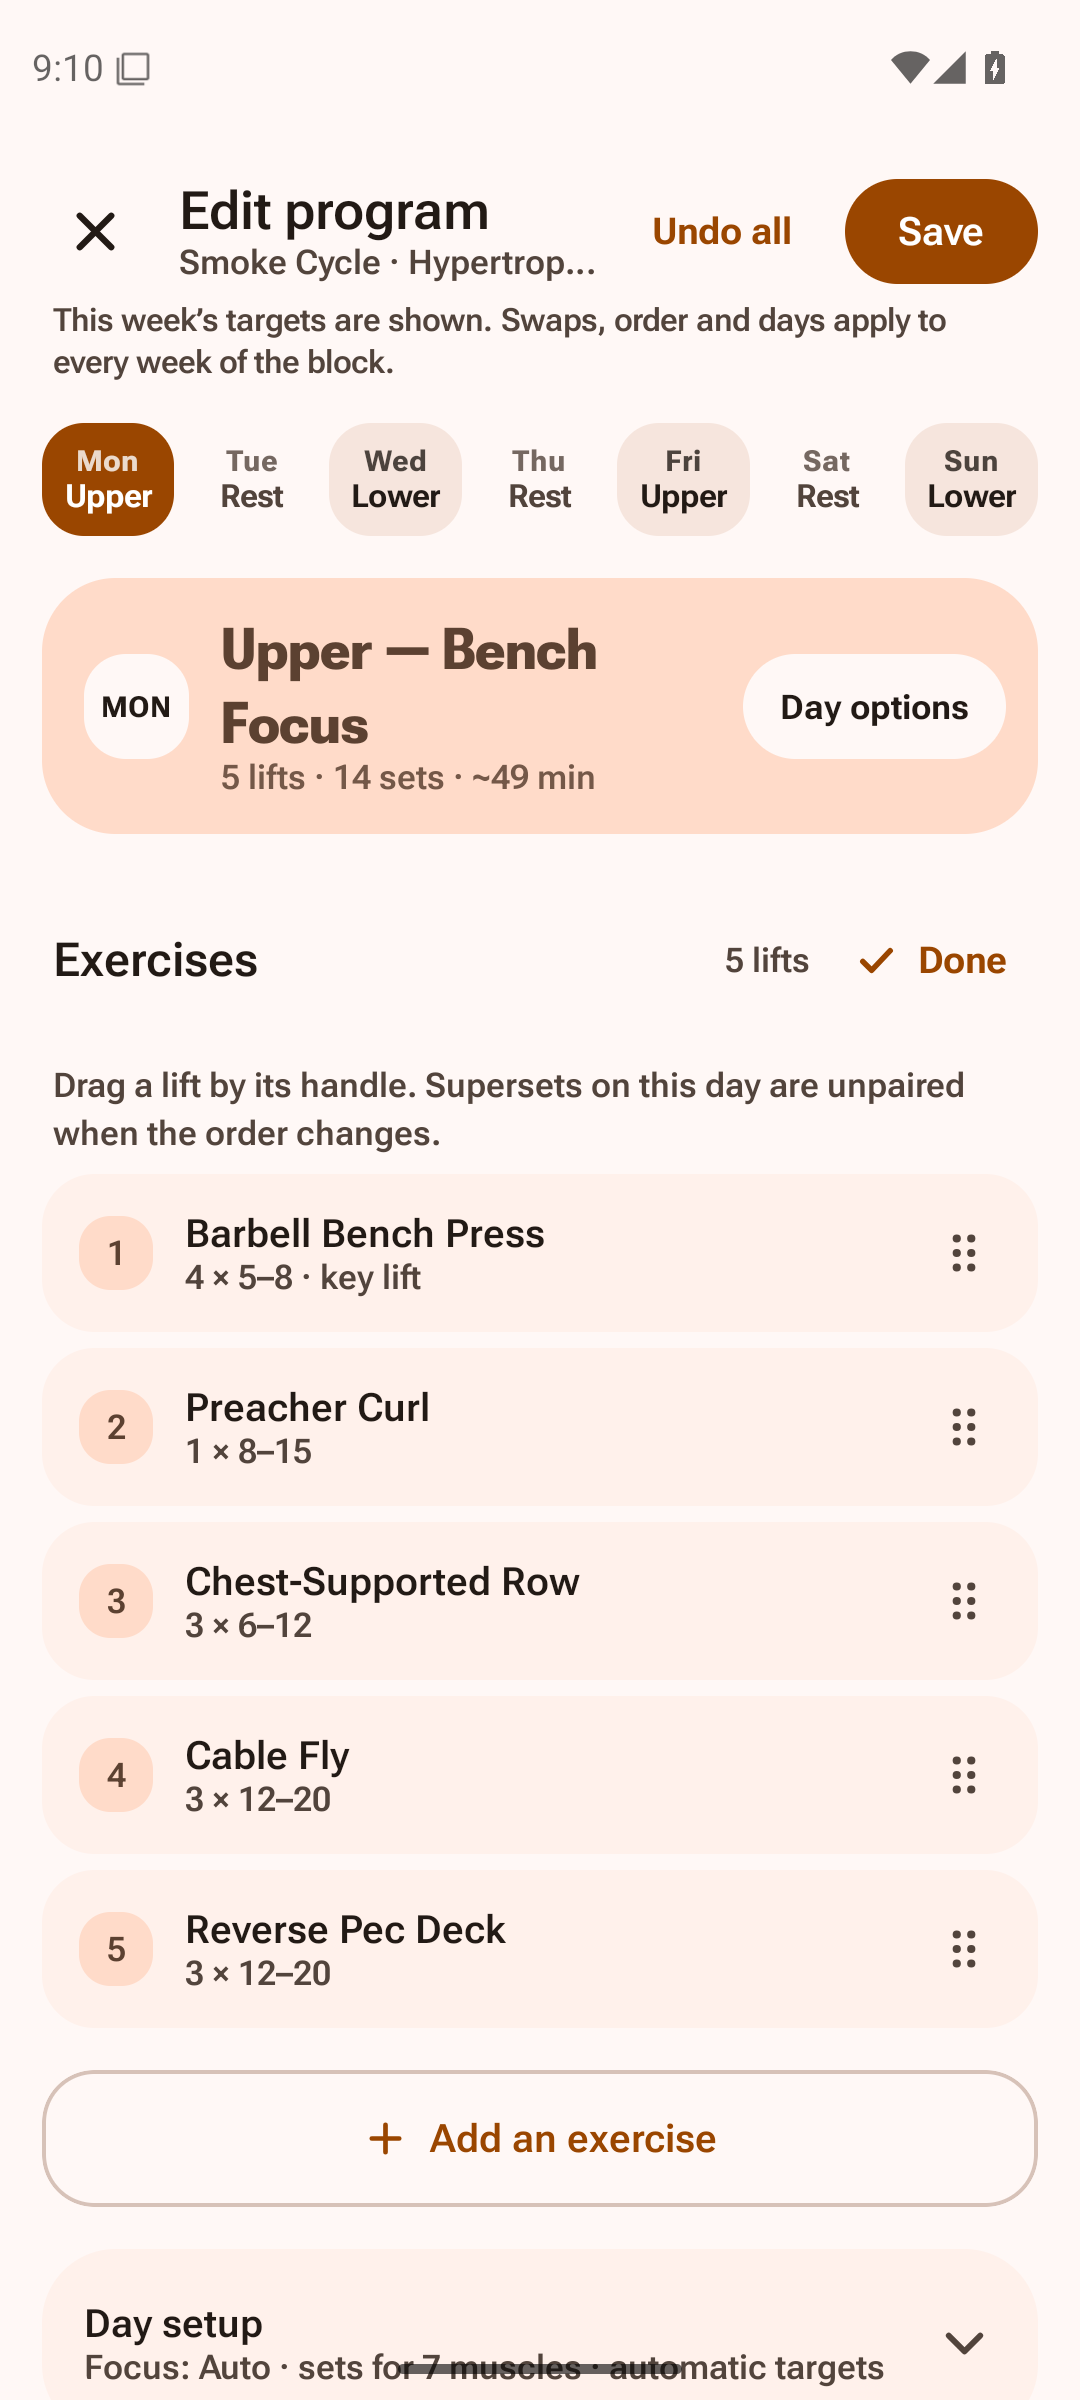 9:10
Edit program
Smoke Cycle · Hypertrop...
Undo all
Save
This week’s targets are shown. Swaps, order and days apply to
every week of the block.
Mon Tue Wed Thu Fri Sat Sun
Upper Rest Lower Rest Upper Rest Lower
MON
Upper — Bench
Focus
5 lifts · 14 sets · ~49 min
Day options
Exercises
5 lifts
Done
Drag a lift by its handle. Supersets on this day are unpaired
when the order changes.
1
Barbell Bench Press
4 × 5–8 · key lift
2
Preacher Curl
1 × 8–15
3
Chest-Supported Row
3 × 6–12
4
Cable Fly
3 × 12–20
5
Reverse Pec Deck
3 × 12–20
+ Add an exercise
Day setup
Focus: Auto · sets for 7 muscles · automatic targets